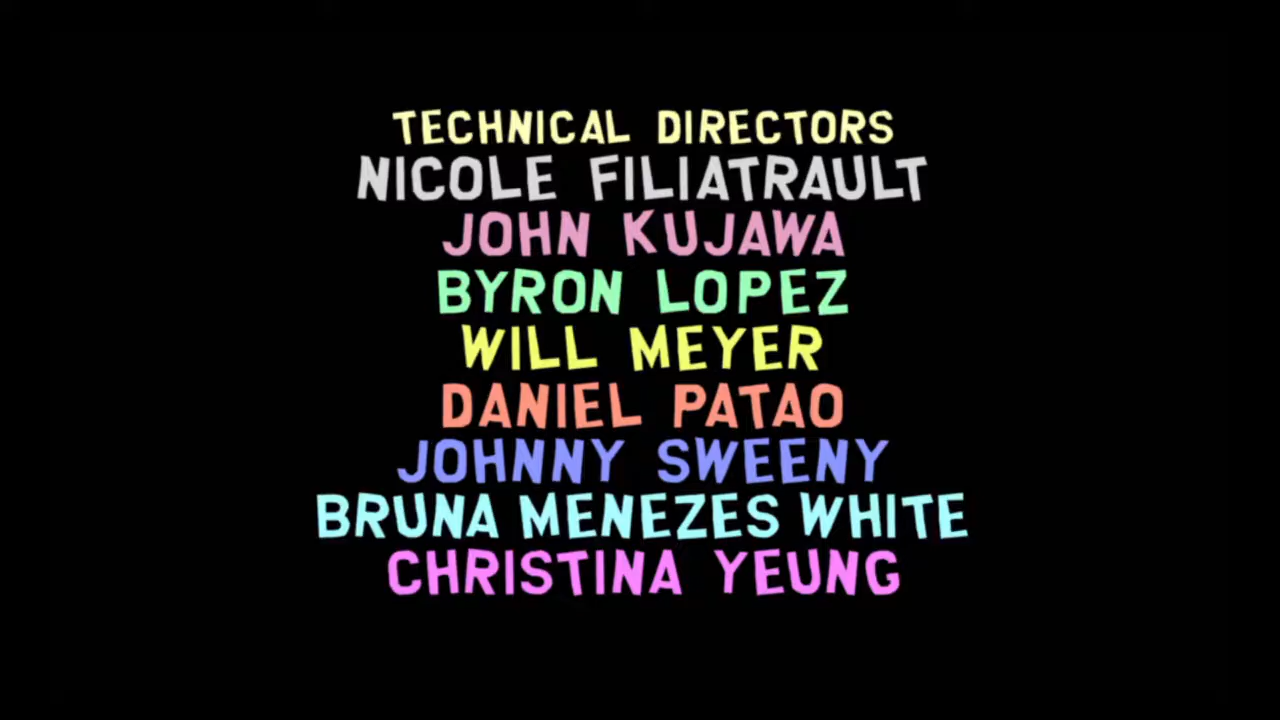 TECHNICAL DIRECTORS
NICOLE FILIATRAULT
JOHN KUJAWA
BYRON LOPEZ
WILL MEYER
DANIEL PATAO
JOHNNY SWEENY
BRUNA MENEZES WHITE
CHRISTINA YEUNG